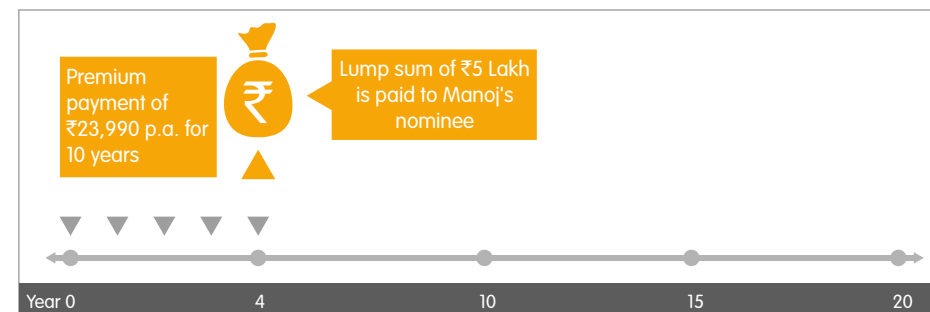 Premium
payment of
₹23,990 p.a. for
10 years
₹
Lump sum of ₹5 Lakh
is paid to Manoj's
nominee
Year 0 4 10 15 20